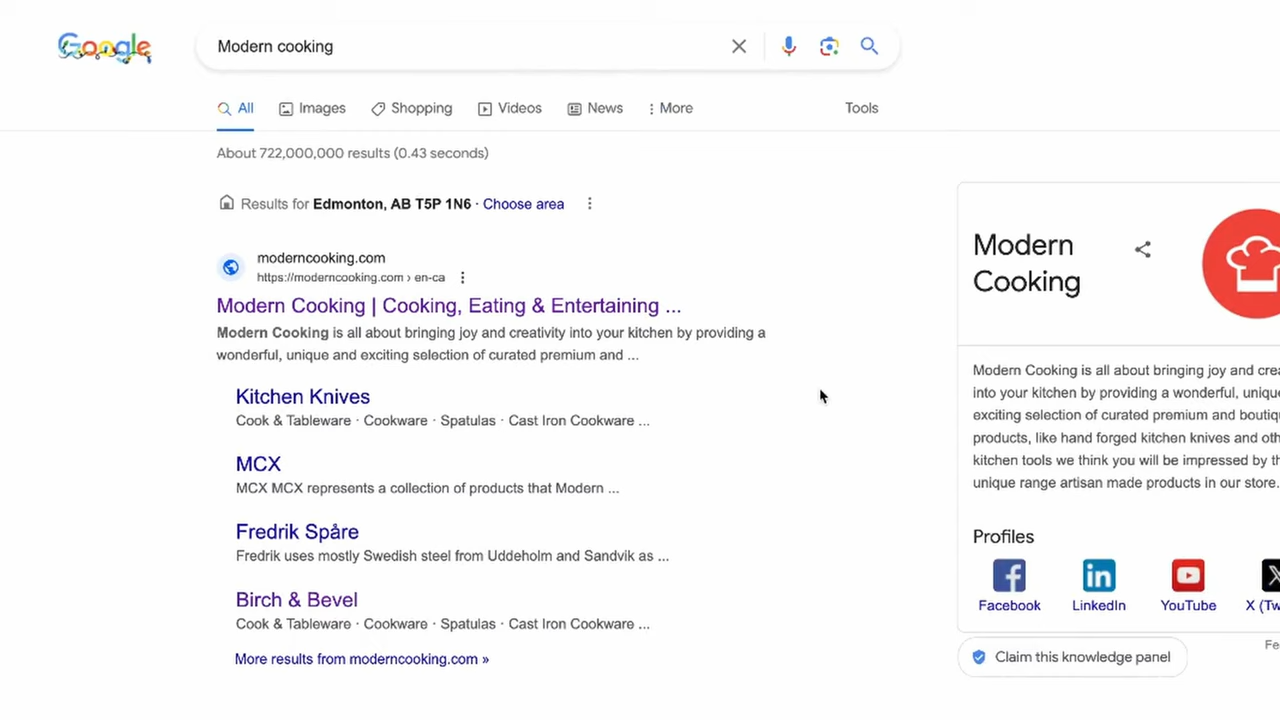 Google
Modern cooking
All Images Shopping Videos News More Tools
About 722,000,000 results (0.43 seconds)
Results for Edmonton, AB T5P 1N6 · Choose area
moderncooking.com
https://moderncooking.com › en-ca
Modern Cooking | Cooking, Eating & Entertaining ...
Modern Cooking is all about bringing joy and creativity into your kitchen by providing a
wonderful, unique and exciting selection of curated premium and ...
Kitchen Knives
Cook & Tableware · Cookware · Spatulas · Cast Iron Cookware ...
MCX
MCX MCX represents a collection of products that Modern ...
Fredrik Spåre
Fredrik uses mostly Swedish steel from Uddeholm and Sandvik as ...
Birch & Bevel
Cook & Tableware · Cookware · Spatulas · Cast Iron Cookware ...
More results from moderncooking.com »
Modern
Cooking
Modern Cooking is all about bringing joy and
into your kitchen by providing a wonderful,
exciting selection of curated premium and
products, like hand forged kitchen knives and
kitchen tools we think you will be impressed by
unique range artisan made products in our store.
Profiles
Facebook LinkedIn YouTube X
Claim this knowledge panel